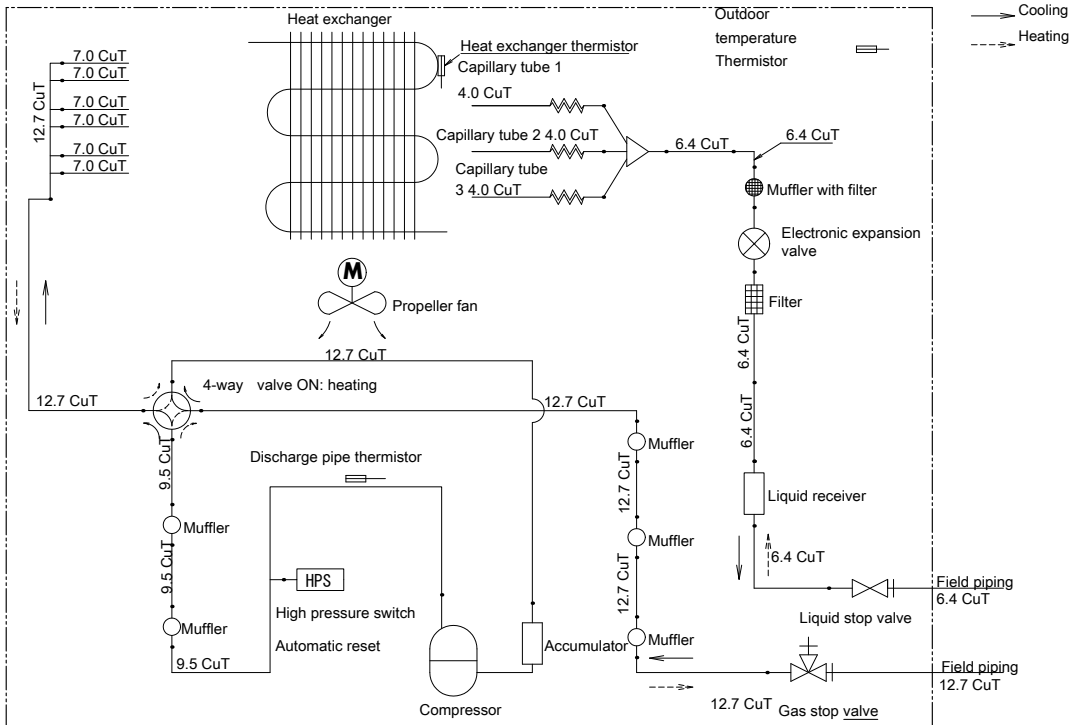 Heat exchanger
Outdoor
temperature
Thermistor
Cooling
Heating
7.0 CuT
7.0 CuT
7.0 CuT
7.0 CuT
7.0 CuT
7.0 CuT
12.7 CuT
Heat exchanger thermistor
Capillary tube 1
4.0 CuT
Capillary tube 2 4.0 CuT
Capillary tube
3 4.0 CuT
6.4 CuT
6.4 CuT
Muffler with filter
Electronic expansion
valve
Filter
6.4 CuT
6.4 CuT
M
Propeller fan
12.7 CuT
4-way valve ON: heating
12.7 CuT
12.7 CuT
9.5 CuT
Muffler
9.5 CuT
Muffler
9.5 CuT
Discharge pipe thermistor
HPS
High pressure switch
Automatic reset
Compressor
Accumulator
Muffler
12.7 CuT
Muffler
12.7 CuT
Muffler
Liquid receiver
6.4 CuT
Field piping
6.4 CuT
Liquid stop valve
Field piping
12.7 CuT
12.7 CuT
Gas stop valve